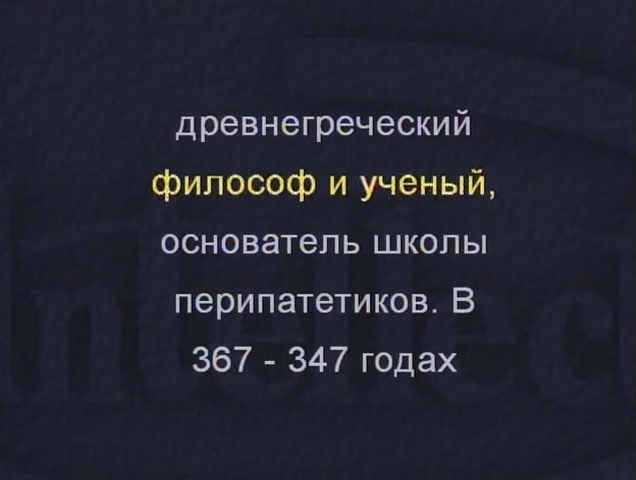 древнегреческий
философ и ученый,
основатель школы
перипатетиков. В
367 - 347 годах